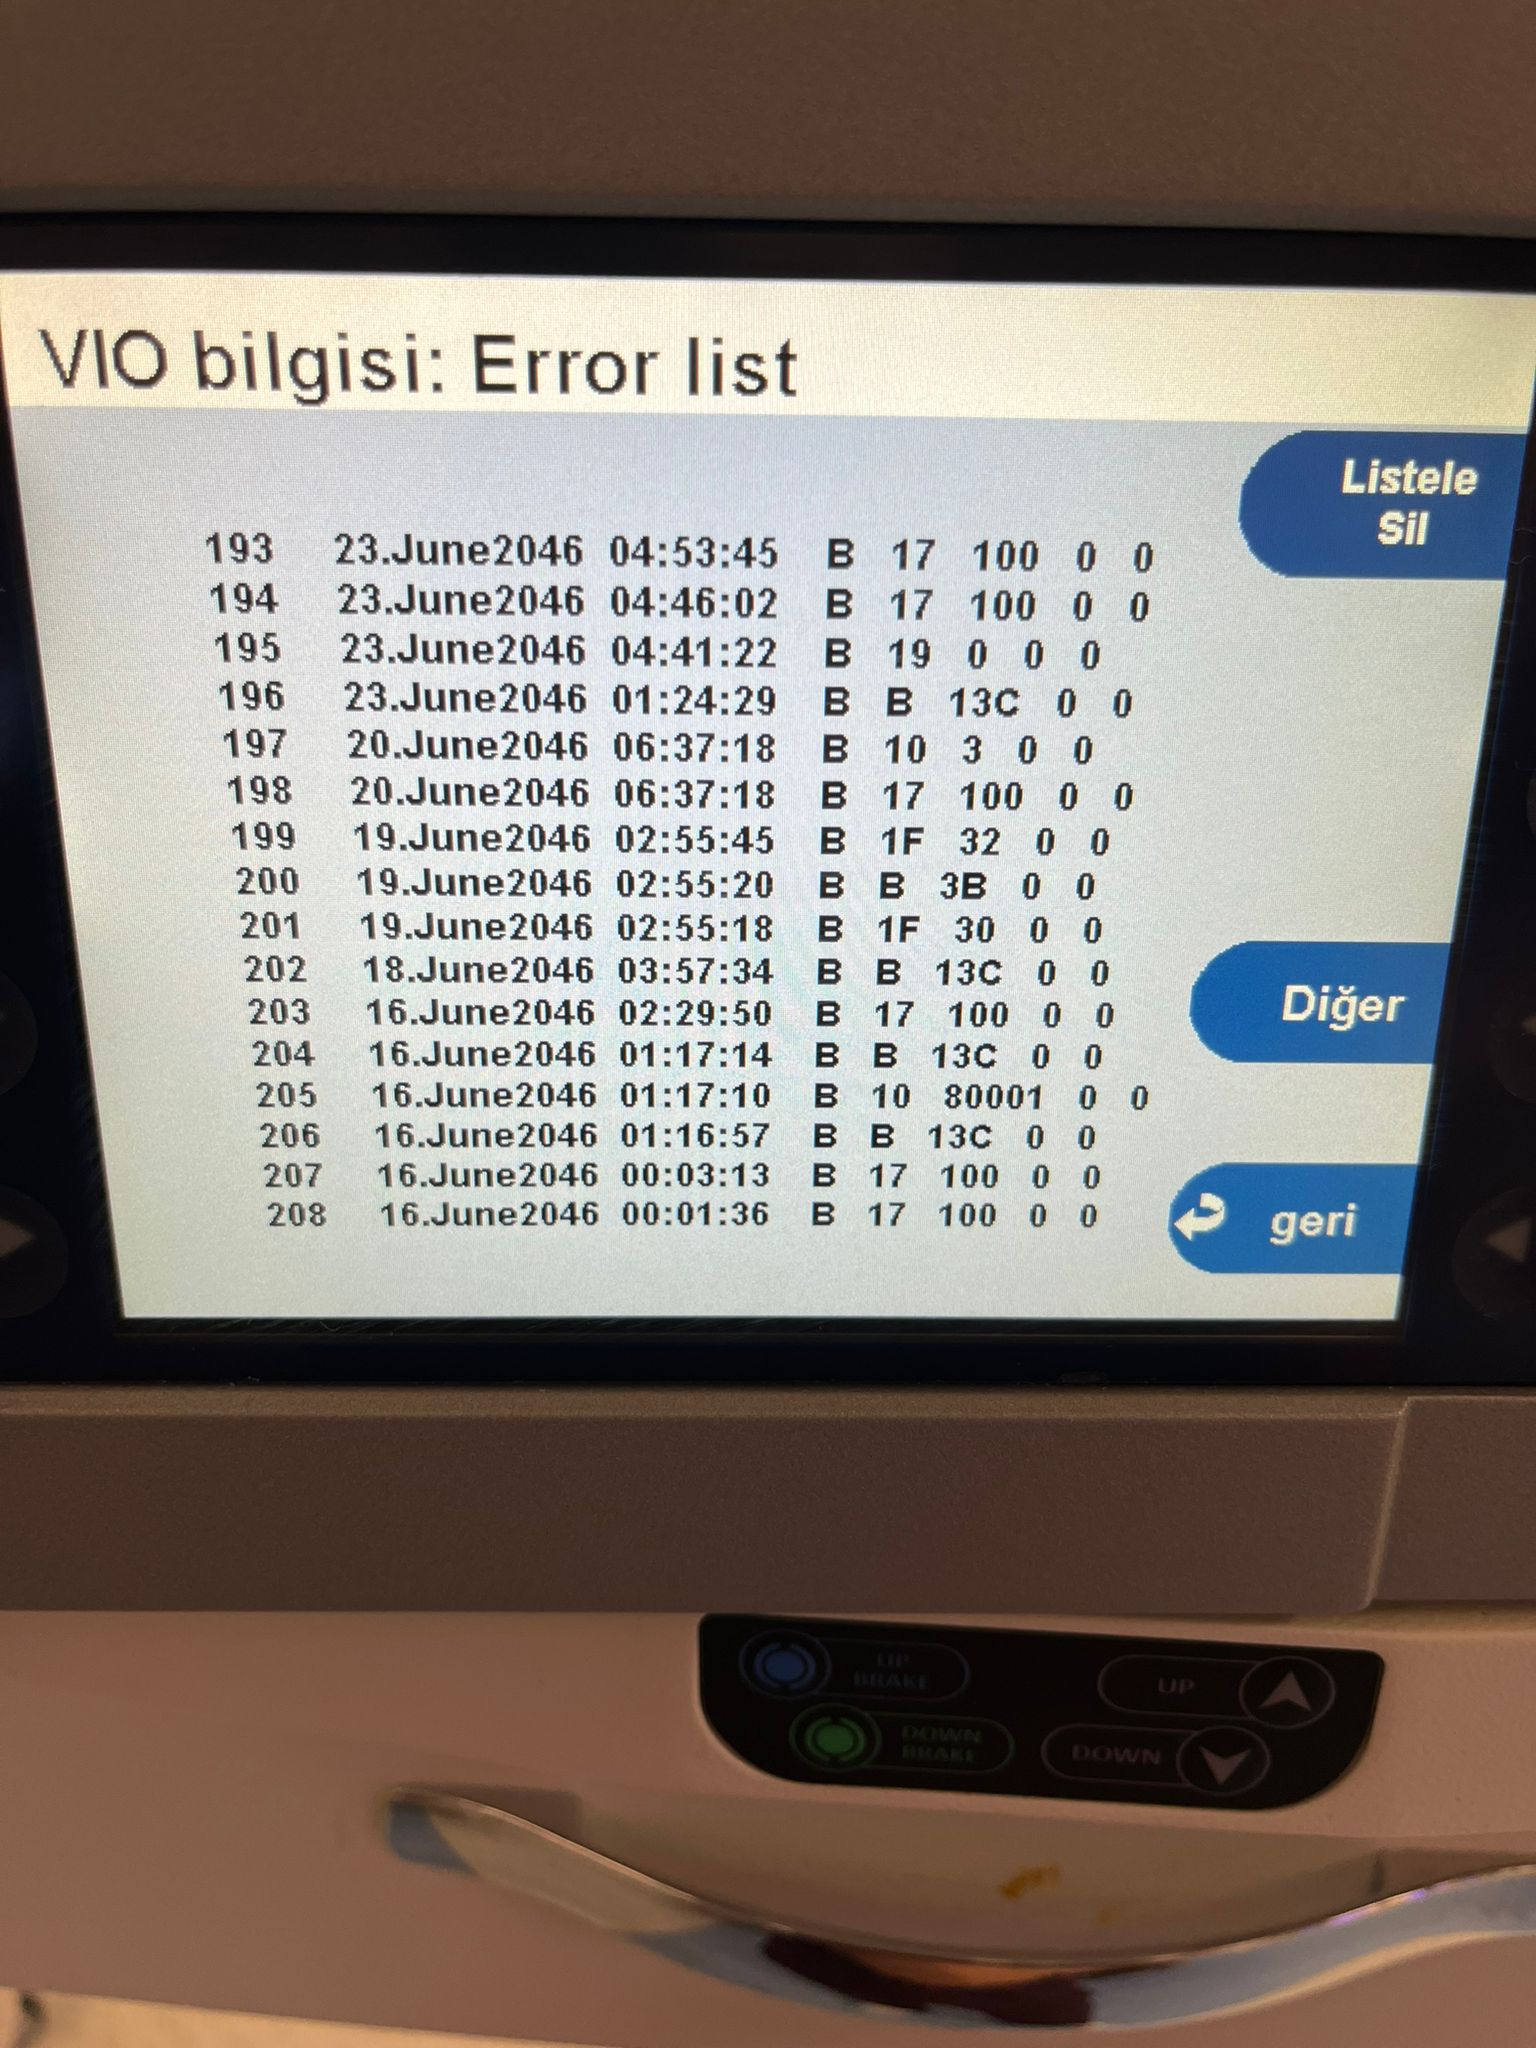 VIO bilgisi: Error list
Listele
Sil
193 23.June2046 04:53:45 B 17 100 0 0
194 23.June2046 04:46:02 B 17 100 0 0
195 23.June2046 04:41:22 B 19 0 0 0
196 23.June2046 01:24:29 B B 13C 0 0
197 20.June2046 06:37:18 B 10 3 0 0
198 20.June2046 06:37:18 B 17 100 0 0
199 19.June2046 02:55:45 B 1F 32 0 0
200 19.June2046 02:55:20 B B 3B 0 0
201 19.June2046 02:55:18 B 1F 30 0 0
202 18.June2046 03:57:34 B B 13C 0 0
203 16.June2046 02:29:50 B 17 100 0 0
204 16.June2046 01:17:14 B B 13C 0 0
205 16.June2046 01:17:10 B 10 80001 0 0
206 16.June2046 01:16:57 B B 13C 0 0
207 16.June2046 00:03:13 B 17 100 0 0
208 16.June2046 00:01:36 B 17 100 0 0
Diğer
geri
UP
BRAKE
UP
DOWN
BRAKE
DOWN